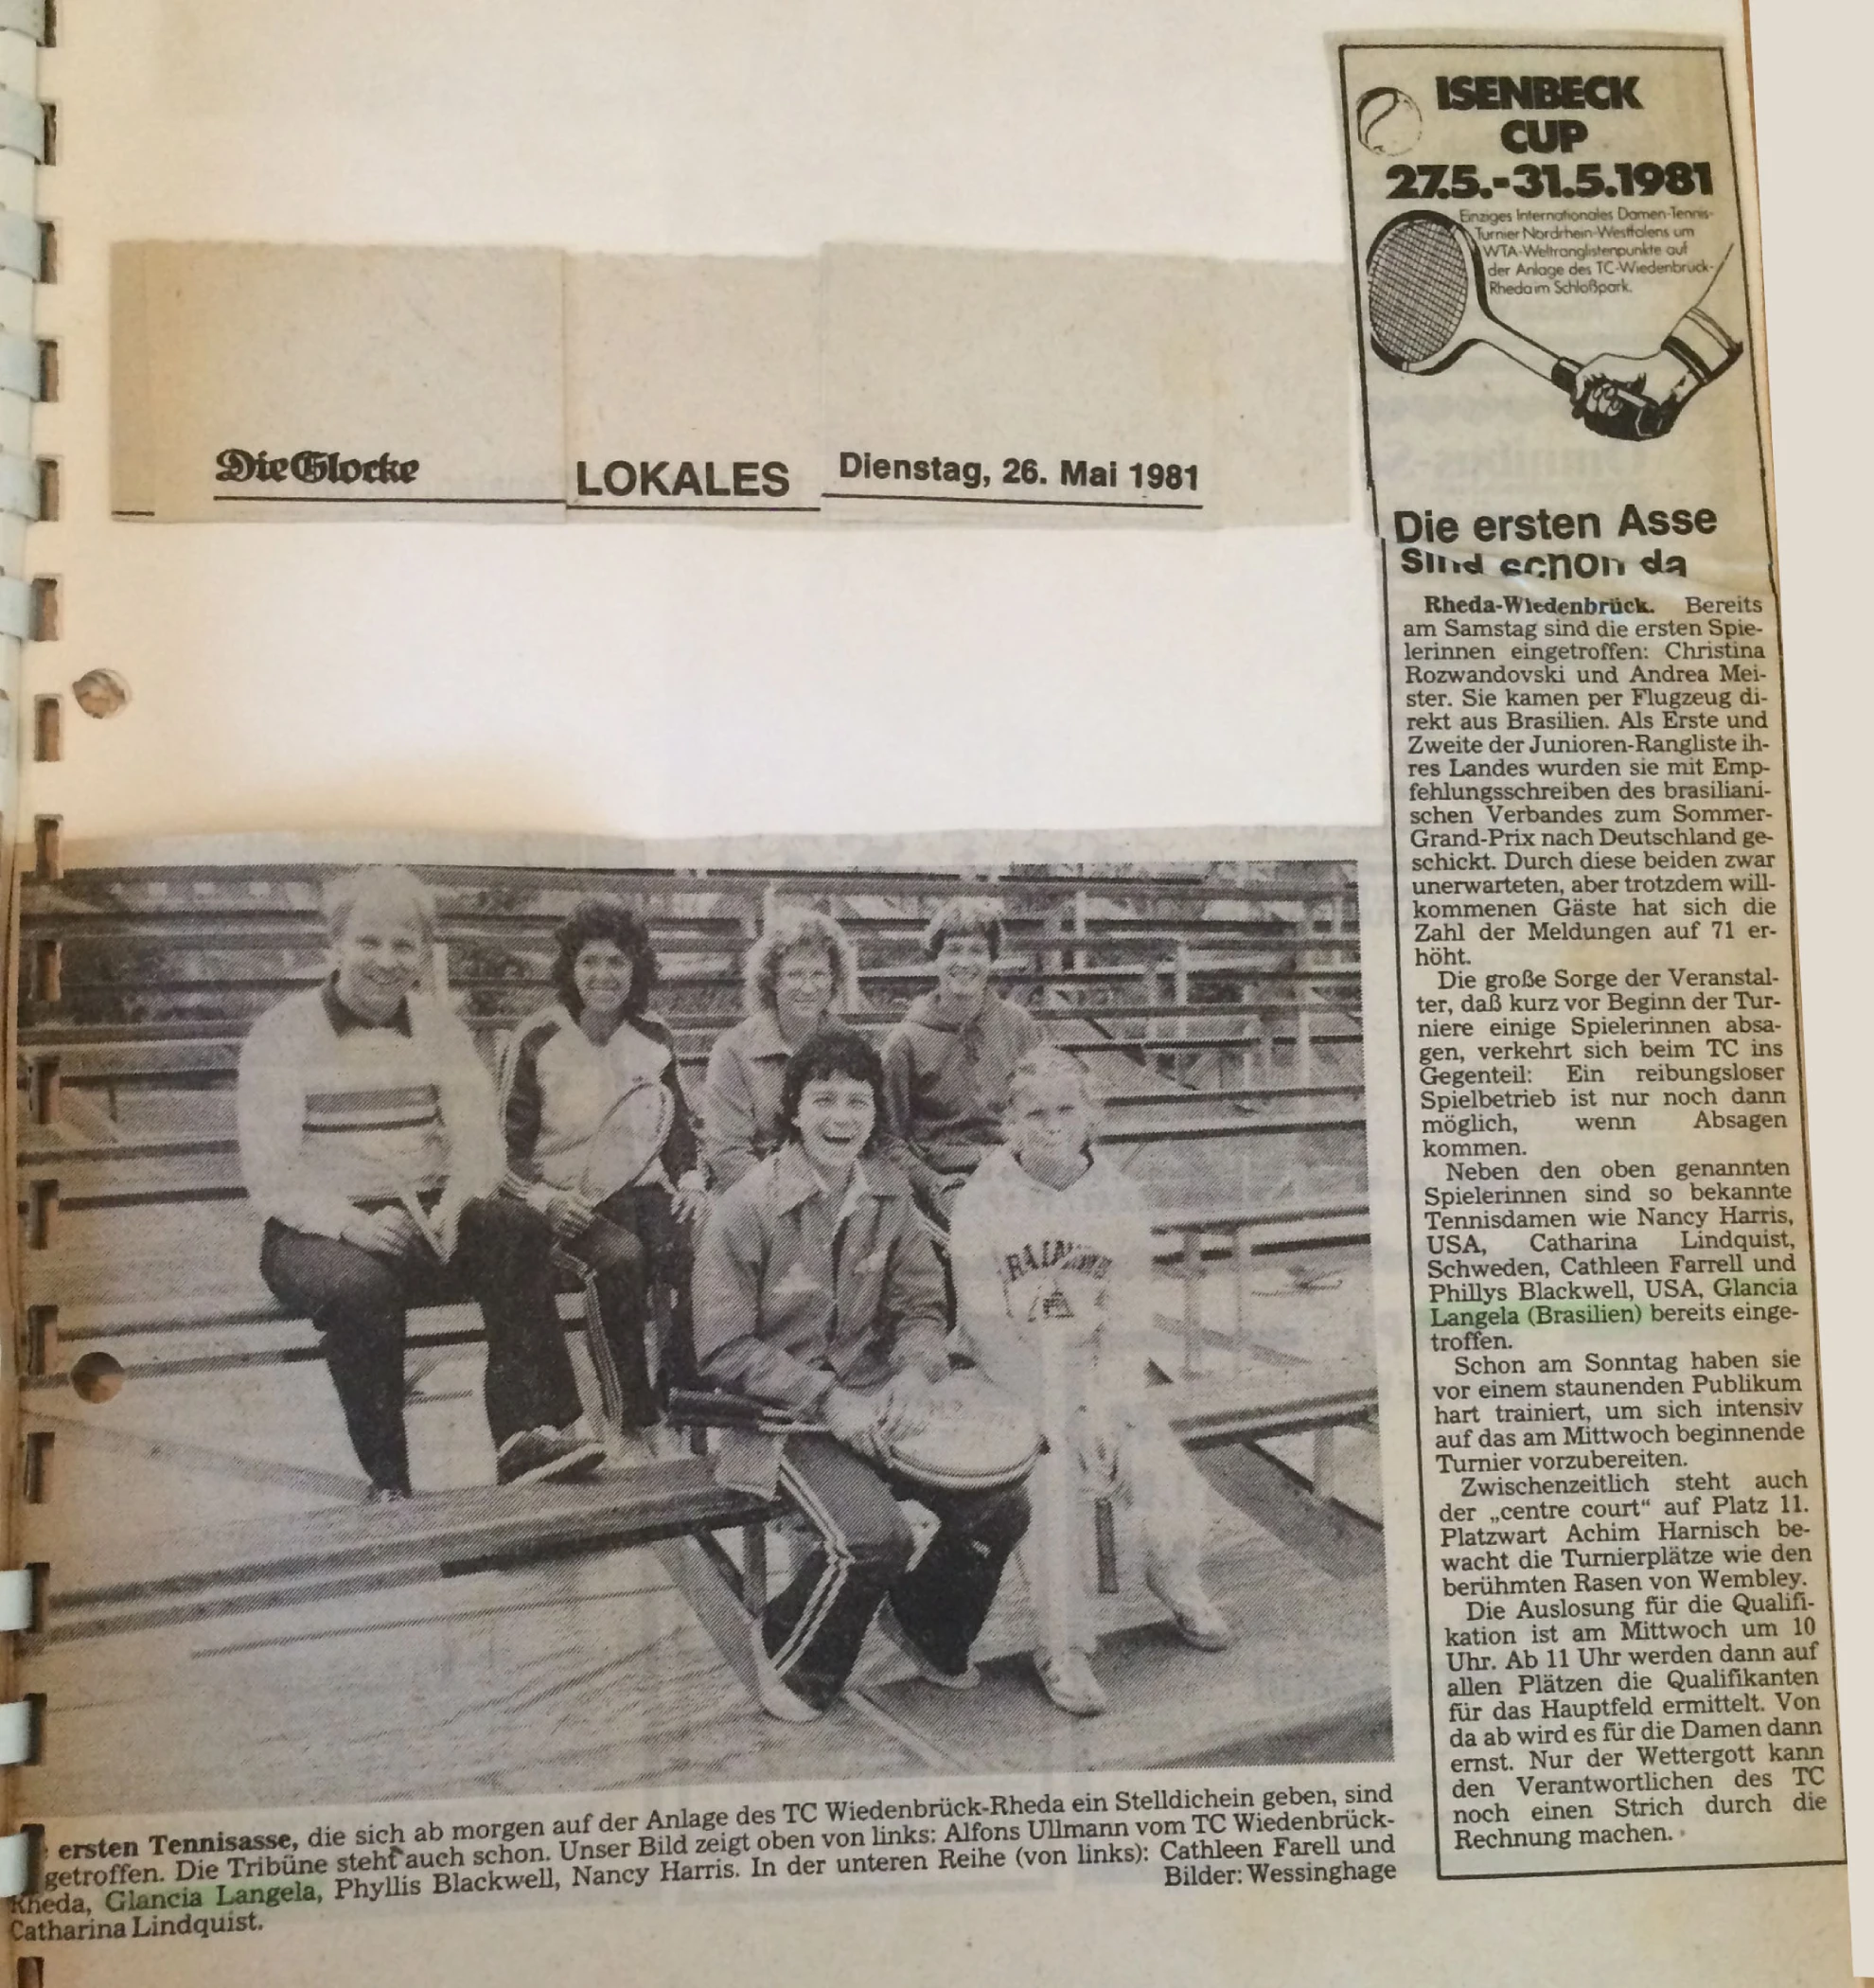 Die Glocke
LOKALES
Dienstag, 26. Mai 1981
ISENBECK
CUP
27.5.-31.5.1981
Einziges Internationales Damen-Tennis-
Turnier Nordrhein-Westfalens um
WTA-Weltranglistenpunkte auf
der Anlage des TC-Wiedenbrück-
Rheda im Schloßpark.
Die ersten Asse
sind schon da
Rheda-Wiedenbrück. Bereits
am Samstag sind die ersten Spie-
lerinnen eingetroffen: Christina
Rozwandovski und Andrea Mei-
ster. Sie kamen per Flugzeug di-
rekt aus Brasilien. Als Erste und
Zweite der Junioren-Rangliste ih-
res Landes wurden sie mit Emp-
fehlungsschreiben des brasiliani-
schen Verbandes zum Sommer-
Grand-Prix nach Deutschland ge-
schickt. Durch diese beiden zwar
unerwarteten, aber trotzdem will-
kommenen Gäste hat sich die
Zahl der Meldungen auf 71 er-
höht.
Die große Sorge der Veranstal-
ter, daß kurz vor Beginn der Tur-
niere einige Spielerinnen absa-
gen, verkehrt sich beim TC ins
Gegenteil: Ein reibungsloser
Spielbetrieb ist nur noch dann
möglich, wenn Absagen
kommen.
Neben den oben genannten
Spielerinnen sind so bekannte
Tennisdamen wie Nancy Harris,
USA, Catharina Lindquist,
Schweden, Cathleen Farrell und
Phillys Blackwell, USA, Glancia
Langela (Brasilien) bereits einge-
troffen.
Schon am Sonntag haben sie
vor einem staunenden Publikum
hart trainiert, um sich intensiv
auf das am Mittwoch beginnende
Turnier vorzubereiten.
Zwischenzeitlich steht auch
der „centre court“ auf Platz 11.
Platzwart Achim Harnisch be-
wacht die Turnierplätze wie den
berühmten Rasen von Wembley.
Die Auslosung für die Qualifi-
kation ist am Mittwoch um 10
Uhr. Ab 11 Uhr werden dann auf
allen Plätzen die Qualifikanten
für das Hauptfeld ermittelt. Von
da ab wird es für die Damen dann
ernst. Nur der Wettergott kann
den Verantwortlichen des TC
noch einen Strich durch die
Rechnung machen.
ersten Tennisasse, die sich ab morgen auf der Anlage des TC Wiedenbrück-Rheda ein Stelldichein geben, sind
getroffen. Die Tribüne steht auch schon. Unser Bild zeigt oben von links: Alfons Ullmann vom TC Wiedenbrück-
Rheda, Glancia Langela, Phyllis Blackwell, Nancy Harris. In der unteren Reihe (von links): Cathleen Farell und
Catharina Lindquist.
Bilder: Wessinghage